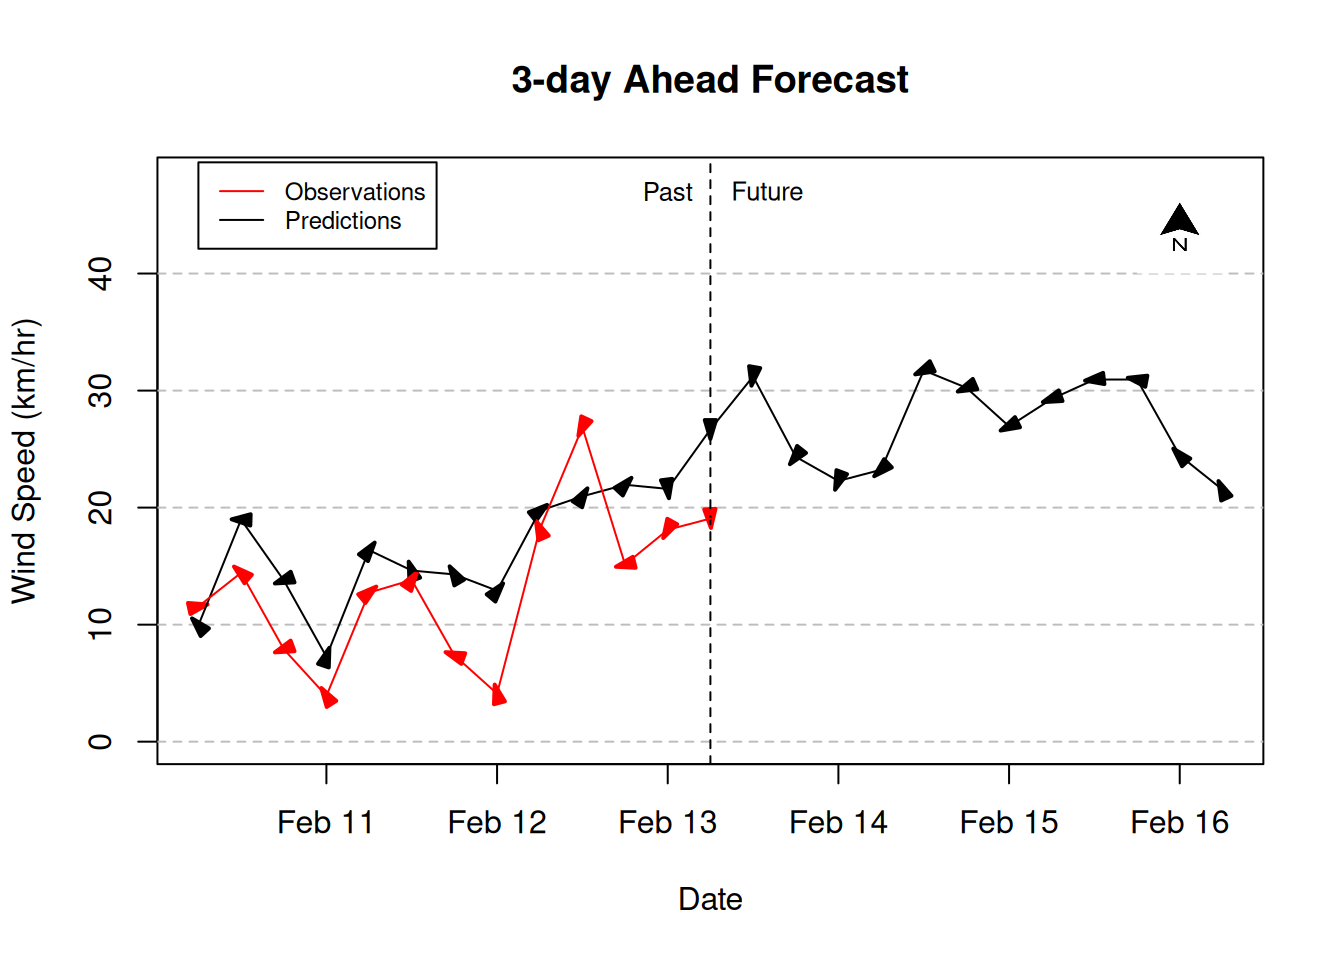 3-day Ahead Forecast
Observations
Predictions
Past
Future
N
40
30
20
10
0
Wind Speed (km/hr)
Feb 11
Feb 12
Feb 13
Feb 14
Feb 15
Feb 16
Date